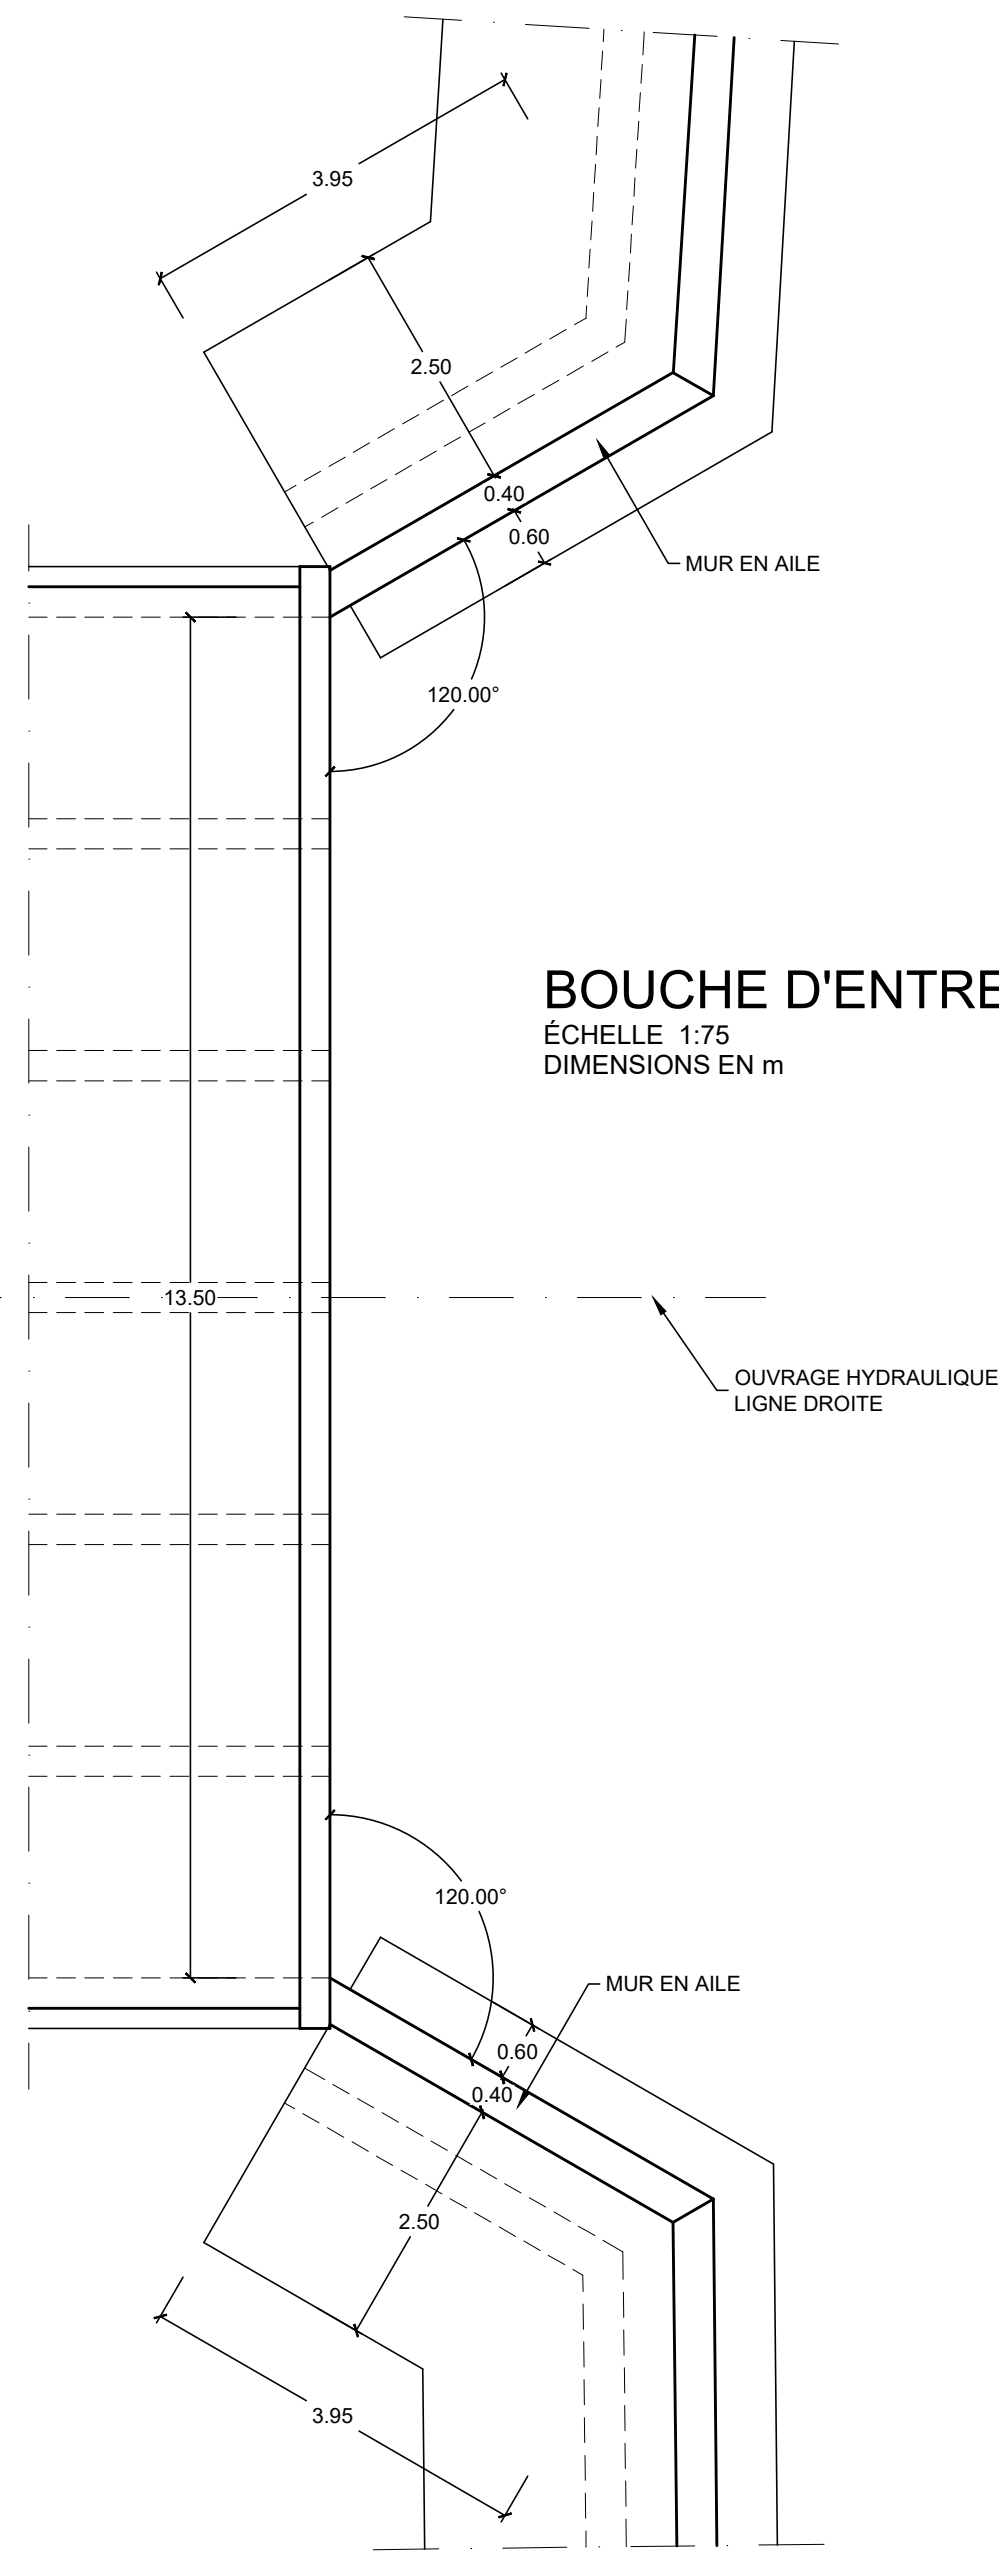 3.95
2.50
0.40
0.60
MUR EN AILE
120.00°
BOUCHE D'ENTRE
ÉCHELLE 1:75
DIMENSIONS EN m
13.50
OUVRAGE HYDRAULIQUE
LIGNE DROITE
120.00°
MUR EN AILE
0.60
0.40
2.50
3.95